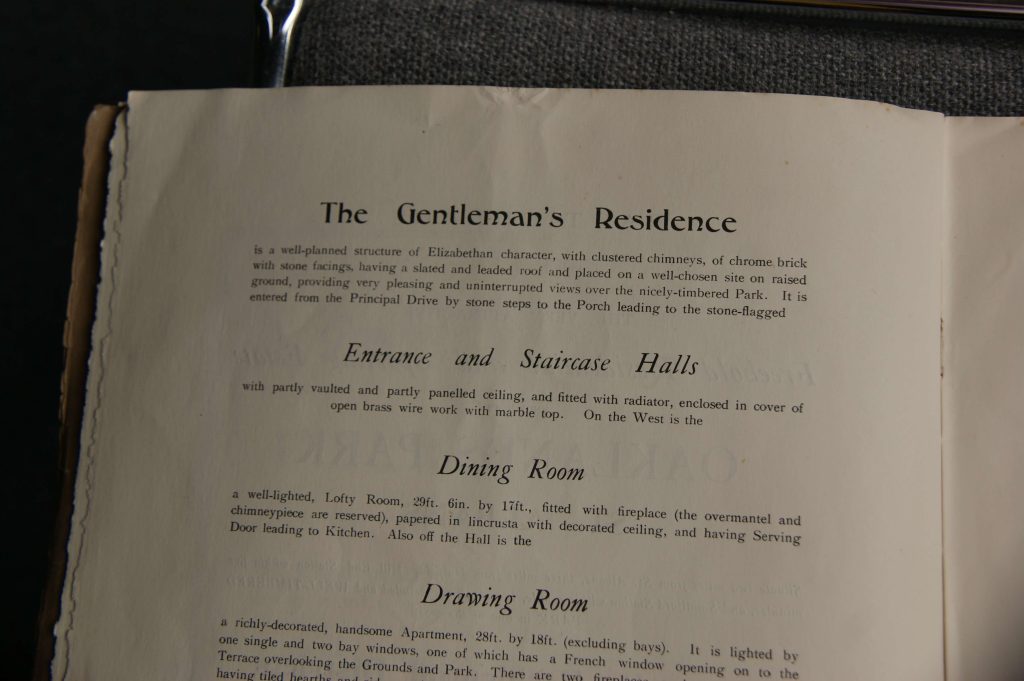 The Gentleman's Residence
is a well-planned structure of Elizabethan character, with clustered chimneys, of chrome brick
with stone facings, having a slated and leaded roof and placed on a well-chosen site on raised
ground, providing very pleasing and uninterrupted views over the nicely-timbered Park. It is
entered from the Principal Drive by stone steps to the Porch leading to the stone-flagged
Entrance and Staircase Halls
with partly vaulted and partly panelled ceiling, and fitted with radiator, enclosed in cover of
open brass wire work with marble top. On the West is the
Dining Room
a well-lighted, Lofty Room, 29ft. 6in. by 17ft., fitted with fireplace (the overmantel and
chimneypiece are reserved), papered in lincrusta with decorated ceiling, and having Serving
Door leading to Kitchen. Also off the Hall is the
Drawing Room
a richly-decorated, handsome Apartment, 28ft. by 18ft. (excluding bays). It is lighted by
one single and two bay windows, one of which has a French window opening on to the
Terrace overlooking the Grounds and Park. There are two
having tiled hearths and